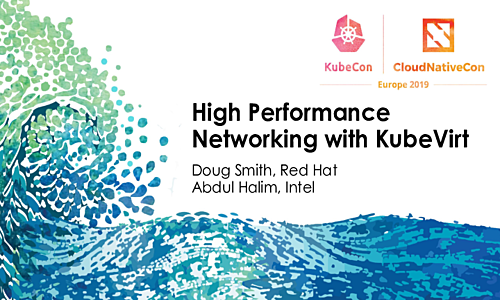 KubeCon
CloudNativeCon
Europe 2019
High Performance
Networking with KubeVirt
Doug Smith, Red Hat
Abdul Halim, Intel